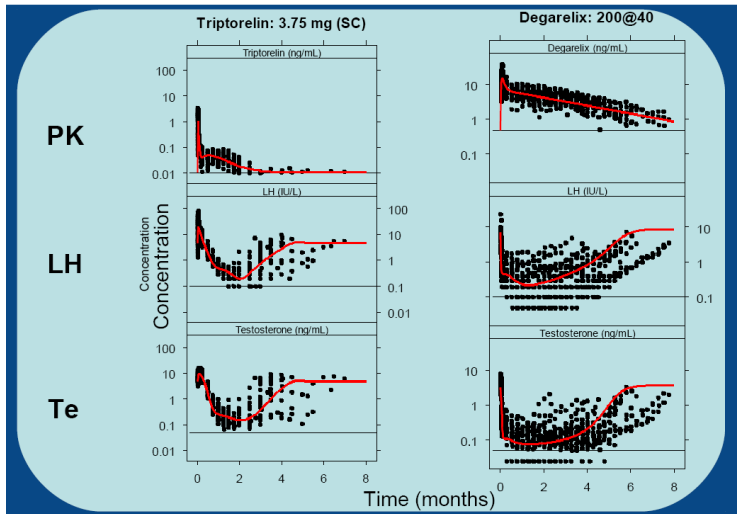 Triptorelin: 3.75 mg (SC)
Degarelix: 200@40
Triptorelin (ng/mL)
Degarelix (ng/mL)
PK
100
10
1
0.1
0.01
10
1
0.1
LH (IU/L)
LH (IU/L)
LH
Concentration
Concentration
100
10
1
0.1
0.01
10
1
0.1
Testosterone (ng/mL)
Testosterone (ng/mL)
Te
100
10
1
0.1
0.01
10
1
0.1
0 2 4 6 8
0 2 4 6 8
Time (months)